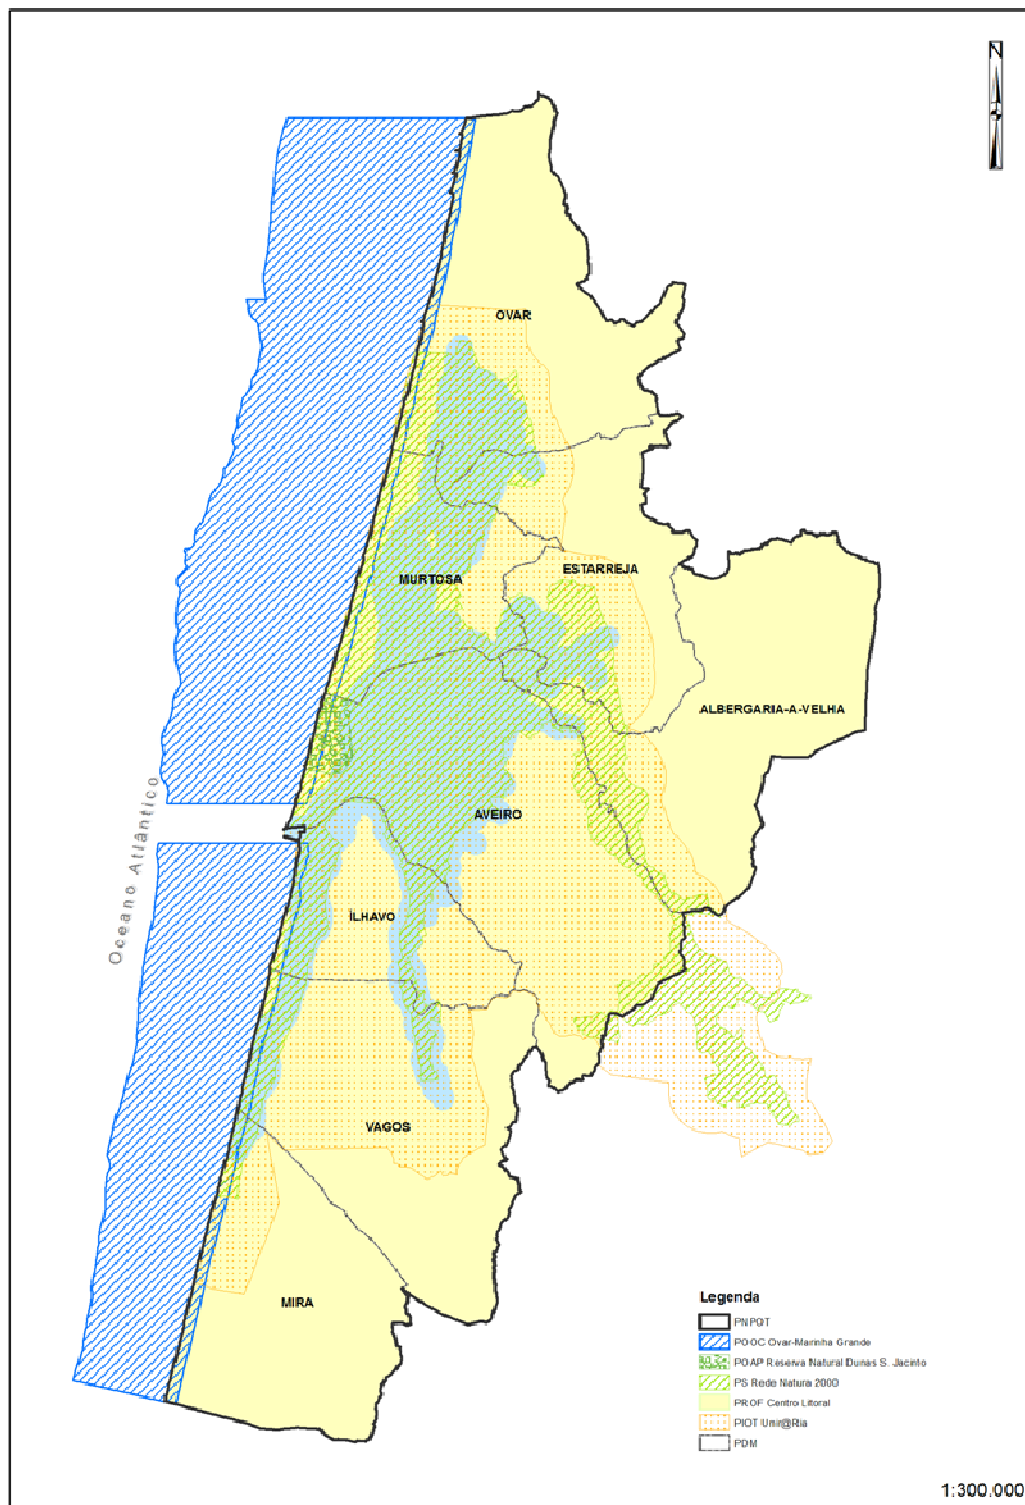 N
OVAR
MURTOSA
ESTARREJA
ALBERGARIA-A-VELHA
AVEIRO
Oceano Atlântico
ÍLHAVO
VAGOS
MIRA
Legenda
PNPOT
POOC Ovar-Marinha Grande
POAP Reserva Natural Dunas S. Jacinto
PS Rede Natura 2000
PROF Centro Litoral
PIOT Unir@Ria
PDM
1:300.000